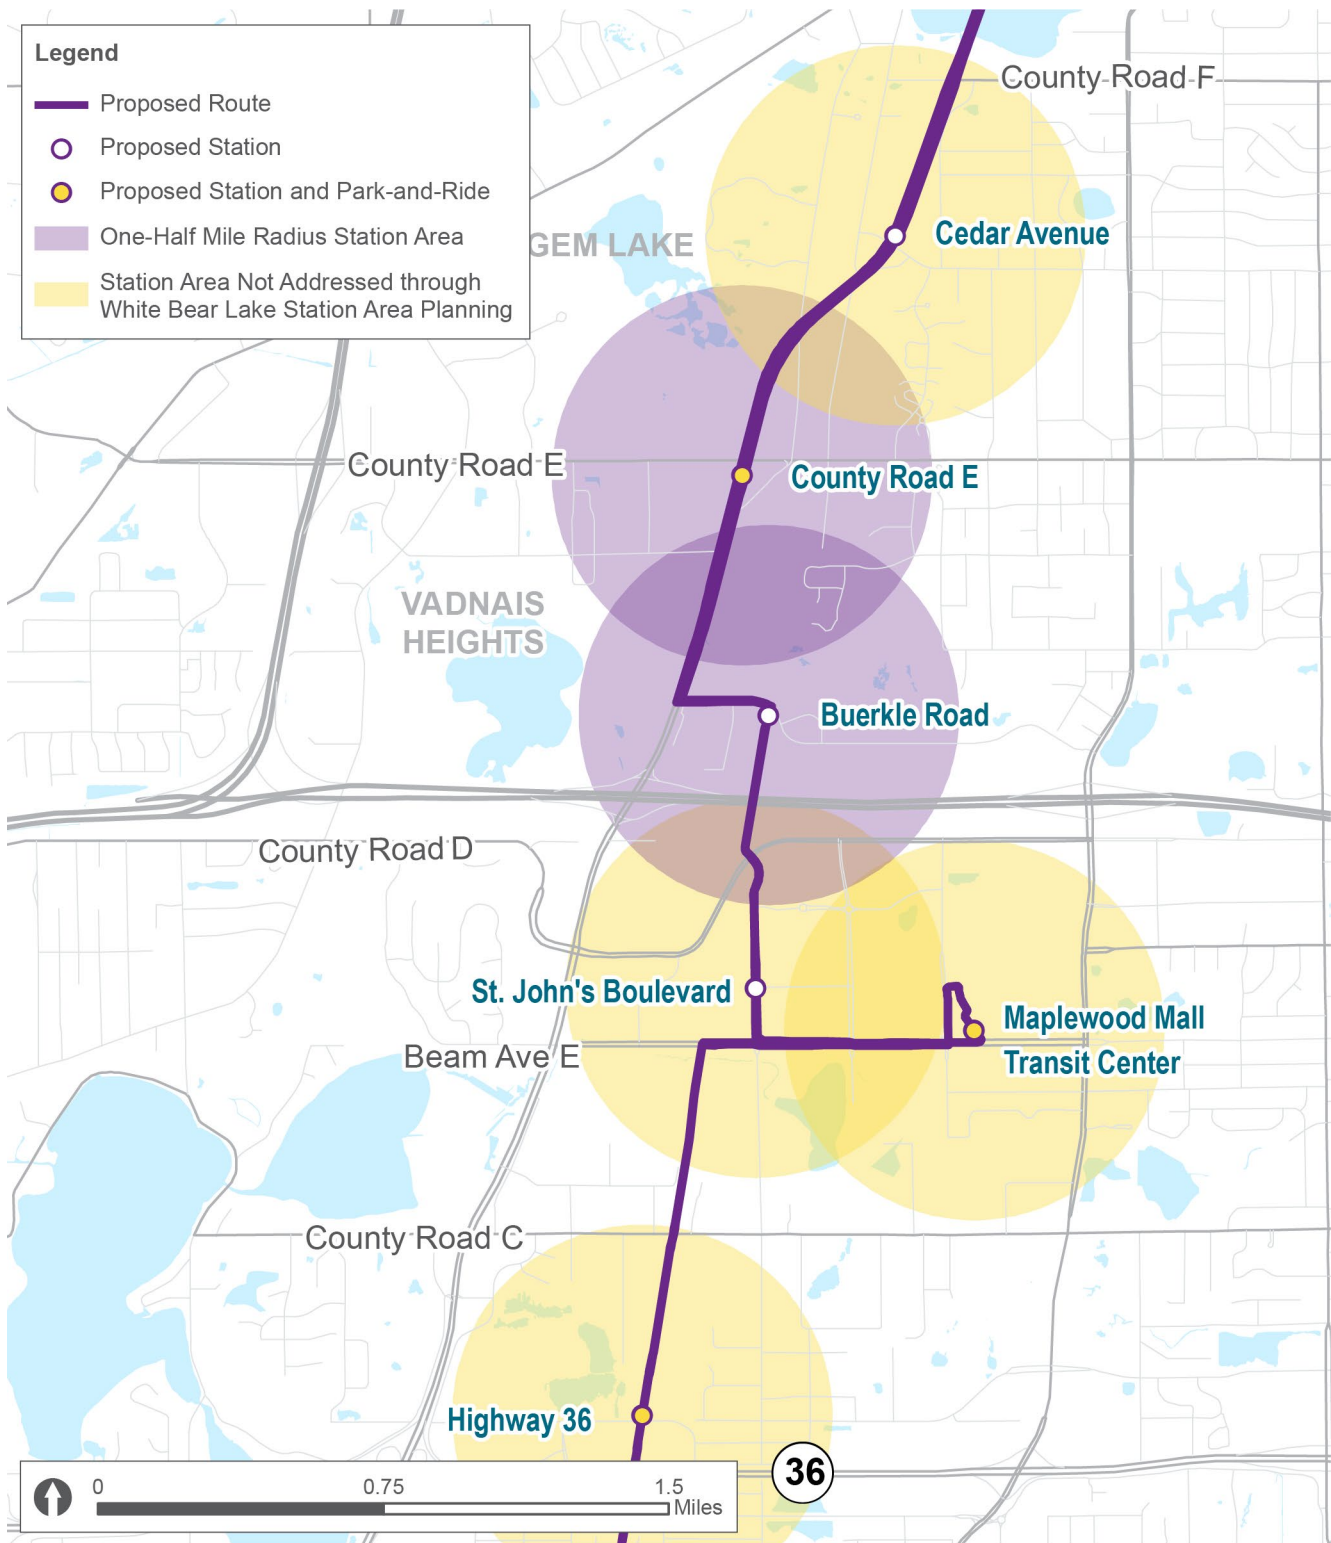 Legend
Proposed Route
Proposed Station
Proposed Station and Park-and-Ride
One-Half Mile Radius Station Area
Station Area Not Addressed through
White Bear Lake Station Area Planning
County Road F
Cedar Avenue
GEM LAKE
County Road E
County Road E
VADNAIS
HEIGHTS
Buerkle Road
County Road D
St. John's Boulevard
Maplewood Mall
Transit Center
Beam Ave E
County Road C
Highway 36
36
0 0.75 1.5
Miles